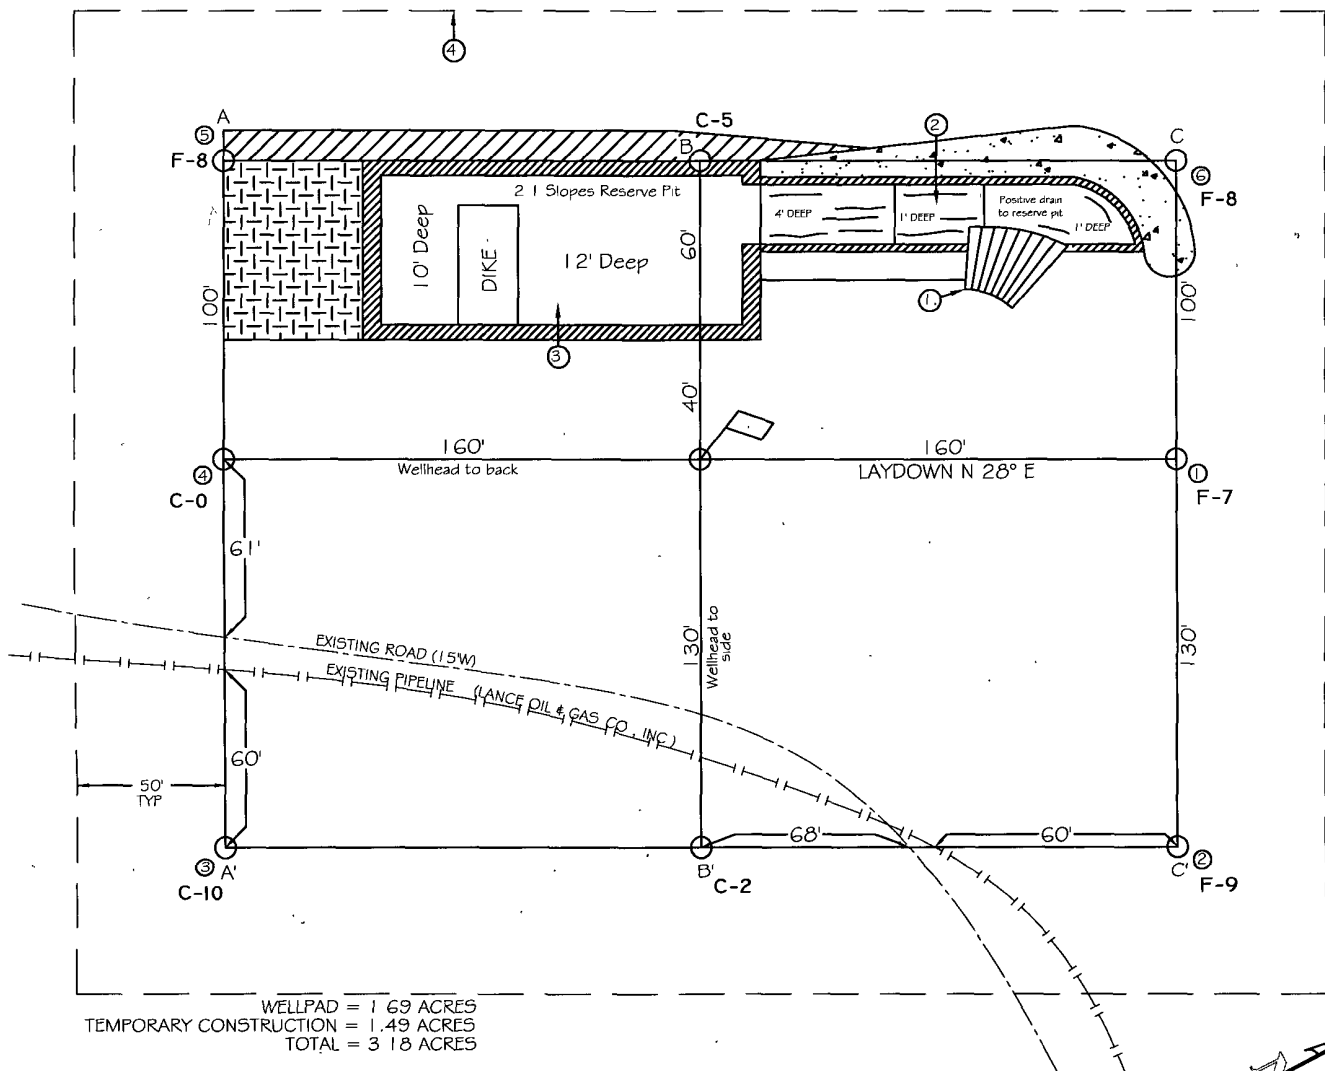 4
A
5
F-8
C-5
B
2
C
6
F-8
2 1 Slopes Reserve Pit
10' Deep
DIKE
12' Deep
60'
4' DEEP
1' DEEP
Positive drain
to reserve pit
1' DEEP
100'
100'
1
3
40'
160'
Wellhead to back
160'
LAYDOWN N 28° E
4
C-0
1
F-7
61'
EXISTING ROAD (15'W)
EXISTING PIPELINE (LANCE OIL & GAS CO., INC.)
130'
Wellhead to
side
130'
60'
50'
TYP
68'
60'
3
A'
C-10
B'
C-2
C'
2
F-9
WELLPAD = 1 69 ACRES
TEMPORARY CONSTRUCTION = 1.49 ACRES
TOTAL = 3 18 ACRES